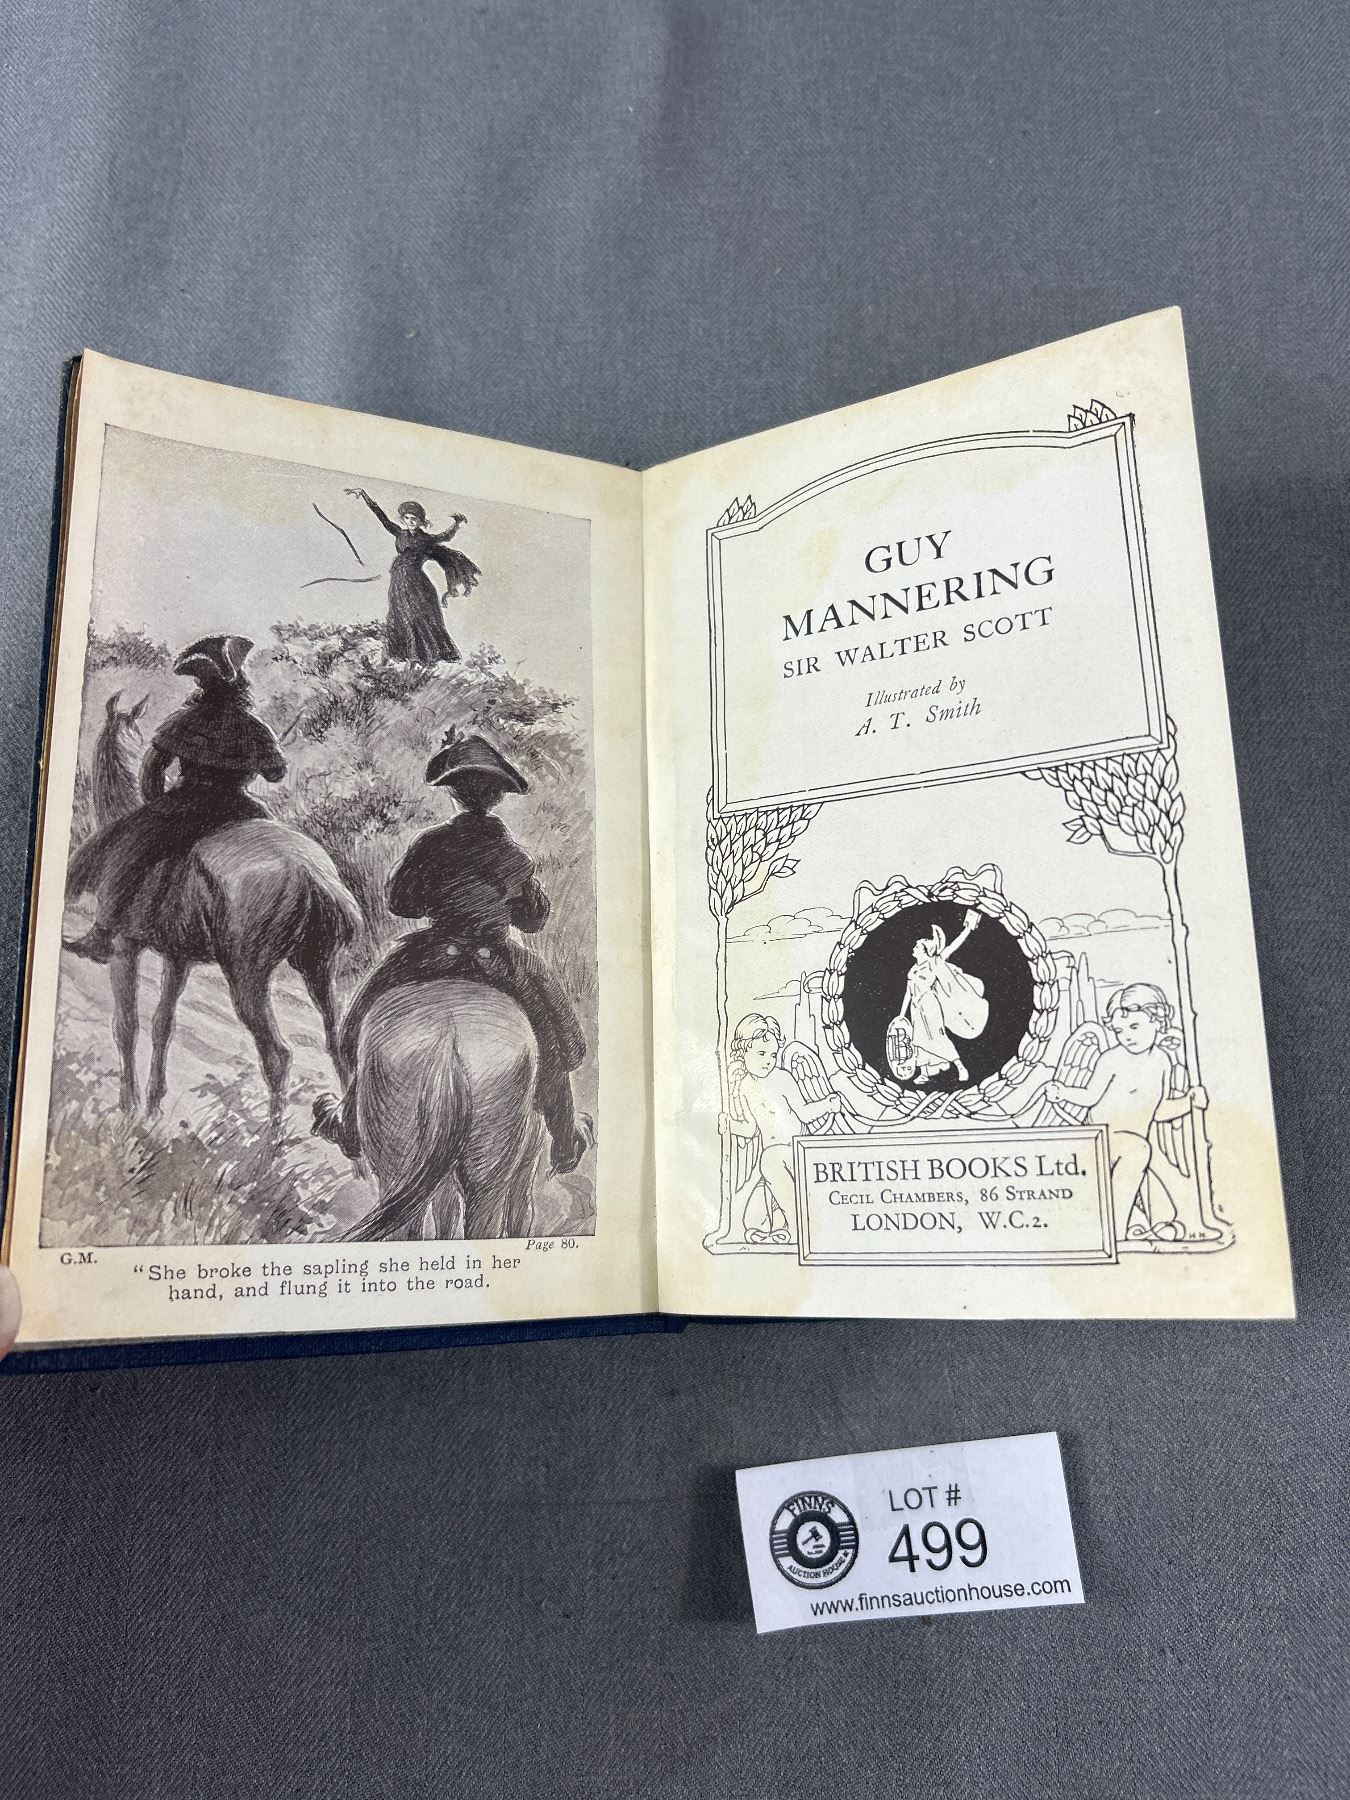 G.M.
Page 80.
"She broke the sapling she held in her
hand, and flung it into the road.
GUY
MANNERING
SIR WALTER SCOTT
Illustrated by
A. T. Smith
B
LTD
BRITISH BOOKS Ltd.
CECIL CHAMBERS, 86 STRAND
LONDON, W.C.2.
FINNS
AUCTION HOUSE
LOT #
499
www.finnsauctionhouse.com